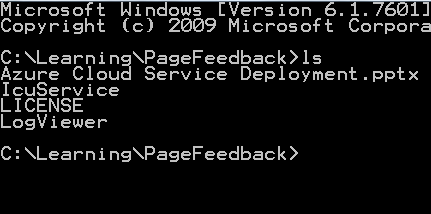 Microsoft Windows [Version 6.1.7601]
Copyright (c) 2009 Microsoft Corpora
C:\Learning\PageFeedback>ls
Azure Cloud Service Deployment.pptx
IcuService
LICENSE
LogViewer
C:\Learning\PageFeedback>